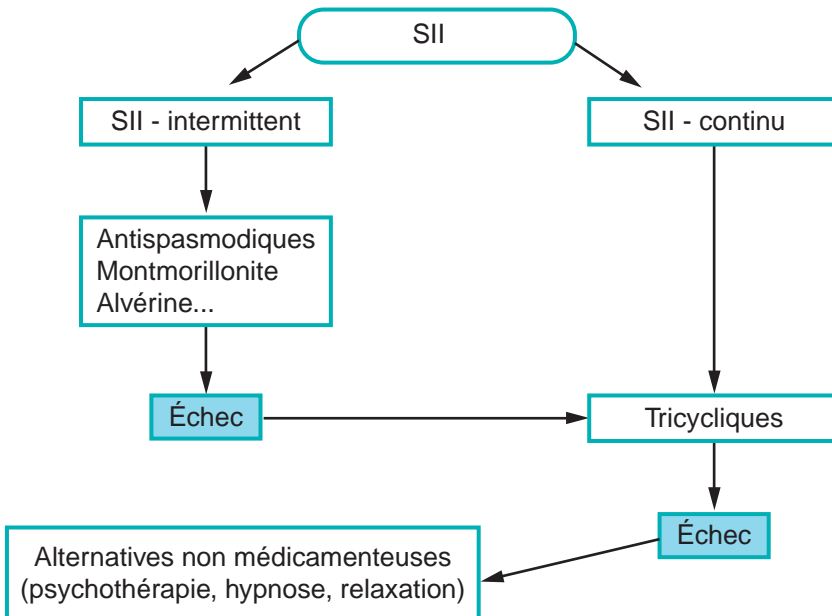 SII
SII - intermittent
SII - continu
Antispasmodiques
Montmorillonite
Alvérine...
Échec
Tricycliques
Échec
Alternatives non médicamenteuses
(psychothérapie, hypnose, relaxation)